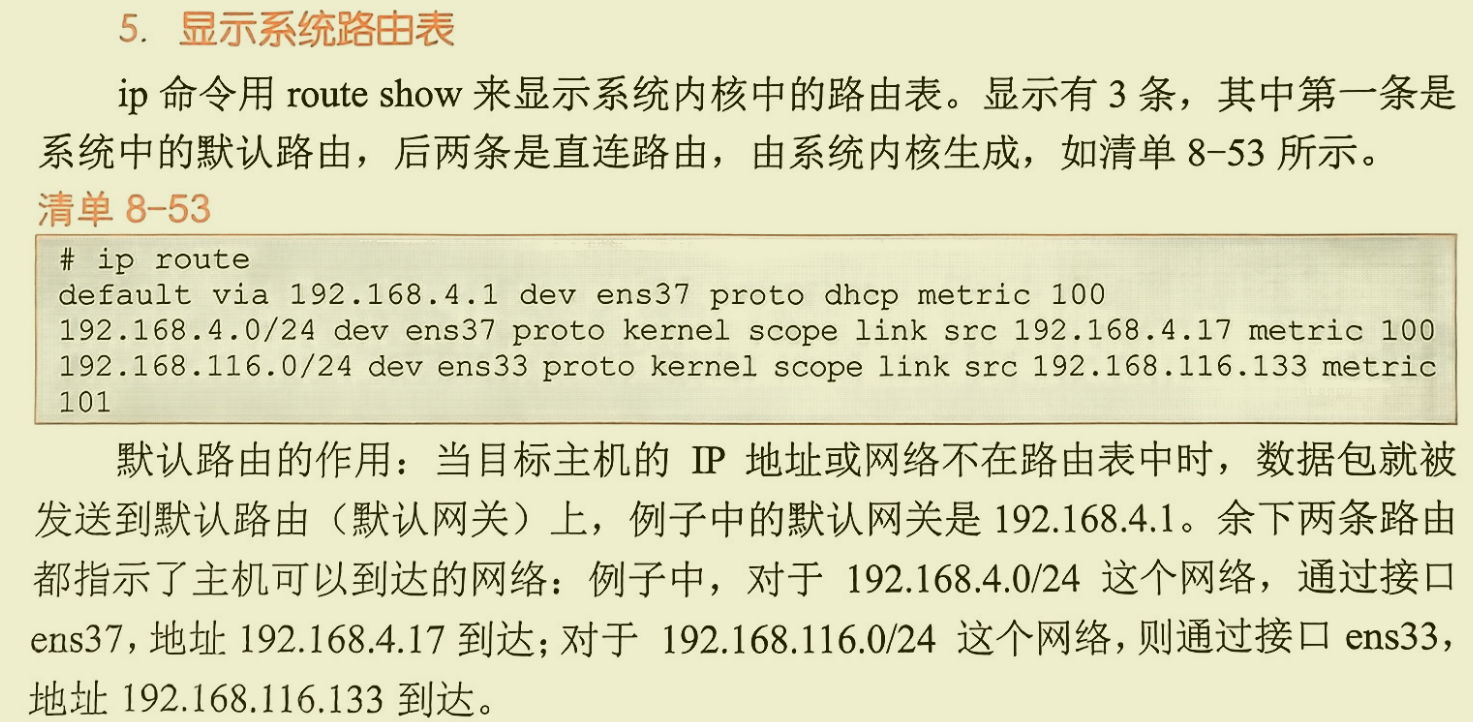 5. 显示系统路由表
ip 命令用 route show 来显示系统内核中的路由表。显示有 3 条，其中第一条是
系统中的默认路由，后两条是直连路由，由系统内核生成，如清单 8-53 所示。
清单 8-53
# ip route
default via 192.168.4.1 dev ens37 proto dhcp metric 100
192.168.4.0/24 dev ens37 proto kernel scope link src 192.168.4.17 metric 100
192.168.116.0/24 dev ens33 proto kernel scope link src 192.168.116.133 metric
101
默认路由的作用：当目标主机的 IP 地址或网络不在路由表中时，数据包就被
发送到默认路由（默认网关）上，例子中的默认网关是 192.168.4.1。余下两条路由
都指示了主机可以到达的网络：例子中，对于 192.168.4.0/24 这个网络，通过接口
ens37，地址 192.168.4.17 到达；对于 192.168.116.0/24 这个网络，则通过接口 ens33，
地址 192.168.116.133 到达。